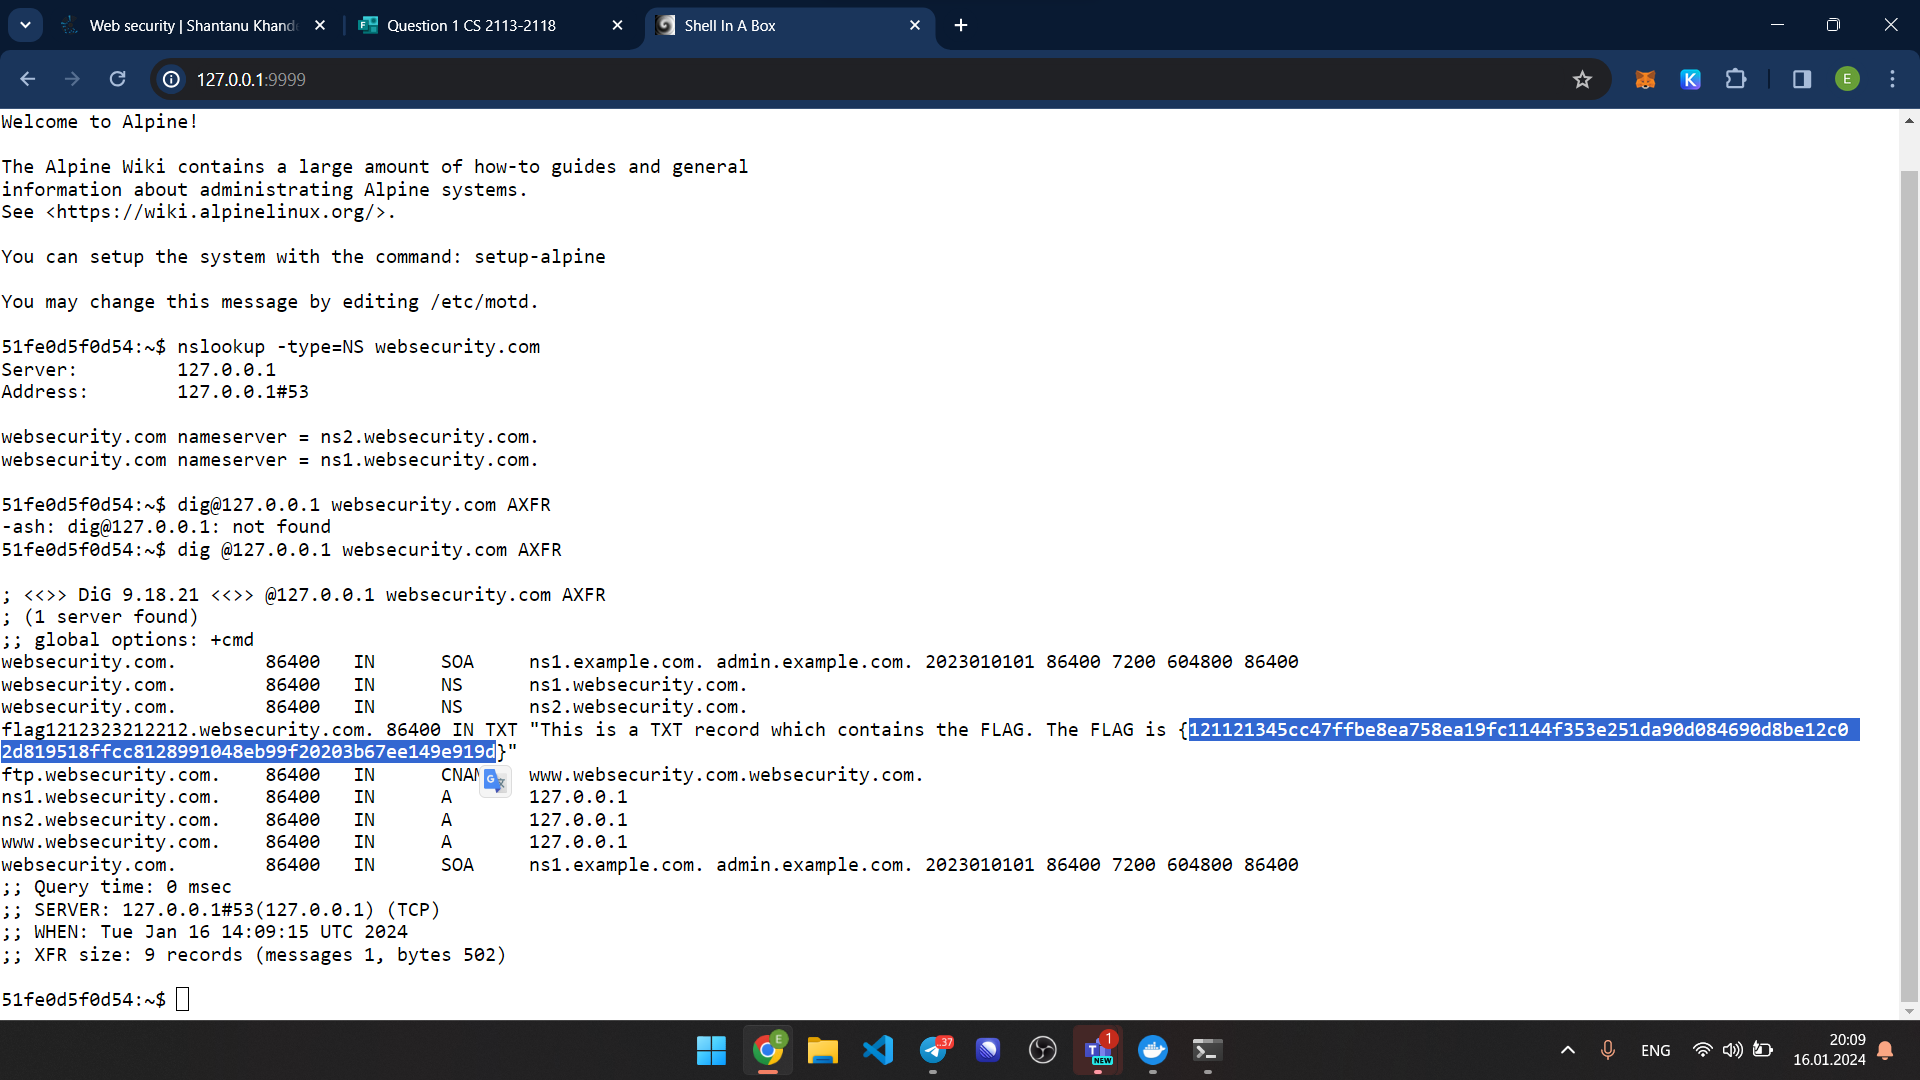 Web security | Shantanu Khand
Question 1 CS 2113-2118
Shell In A Box
127.0.0.1:9999
K
E
Welcome to Alpine!
The Alpine Wiki contains a large amount of how-to guides and general
information about administrating Alpine systems.
See <https://wiki.alpinelinux.org/>.
You can setup the system with the command: setup-alpine
You may change this message by editing /etc/motd.
51fe0d5f0d54:~$ nslookup -type=NS websecurity.com
Server:         127.0.0.1
Address:        127.0.0.1#53
websecurity.com nameserver = ns2.websecurity.com.
websecurity.com nameserver = ns1.websecurity.com.
51fe0d5f0d54:~$ dig@127.0.0.1 websecurity.com AXFR
-ash: dig@127.0.0.1: not found
51fe0d5f0d54:~$ dig @127.0.0.1 websecurity.com AXFR
; <<>> DiG 9.18.21 <<>> @127.0.0.1 websecurity.com AXFR
; (1 server found)
;; global options: +cmd
websecurity.com.        86400   IN      SOA     ns1.example.com. admin.example.com. 2023010101 86400 7200 604800 86400
websecurity.com.        86400   IN      NS      ns1.websecurity.com.
websecurity.com.        86400   IN      NS      ns2.websecurity.com.
flag1212323212212.websecurity.com. 86400 IN TXT "This is a TXT record which contains the FLAG. The FLAG is {121121345cc47ffbe8ea758ea19fc1144f353e251da90d084690d8be12c0
2d819518ffcc8128991048eb99f20203b67ee149e919d}"
ftp.websecurity.com.    86400   IN      CNAM    www.websecurity.com.websecurity.com.
ns1.websecurity.com.    86400   IN      A       127.0.0.1
ns2.websecurity.com.    86400   IN      A       127.0.0.1
www.websecurity.com.    86400   IN      A       127.0.0.1
websecurity.com.        86400   IN      SOA     ns1.example.com. admin.example.com. 2023010101 86400 7200 604800 86400
;; Query time: 0 msec
;; SERVER: 127.0.0.1#53(127.0.0.1) (TCP)
;; WHEN: Tue Jan 16 14:09:15 UTC 2024
;; XFR size: 9 records (messages 1, bytes 502)
51fe0d5f0d54:~$
E
..37
1
NEW
ENG
20:09
16.01.2024